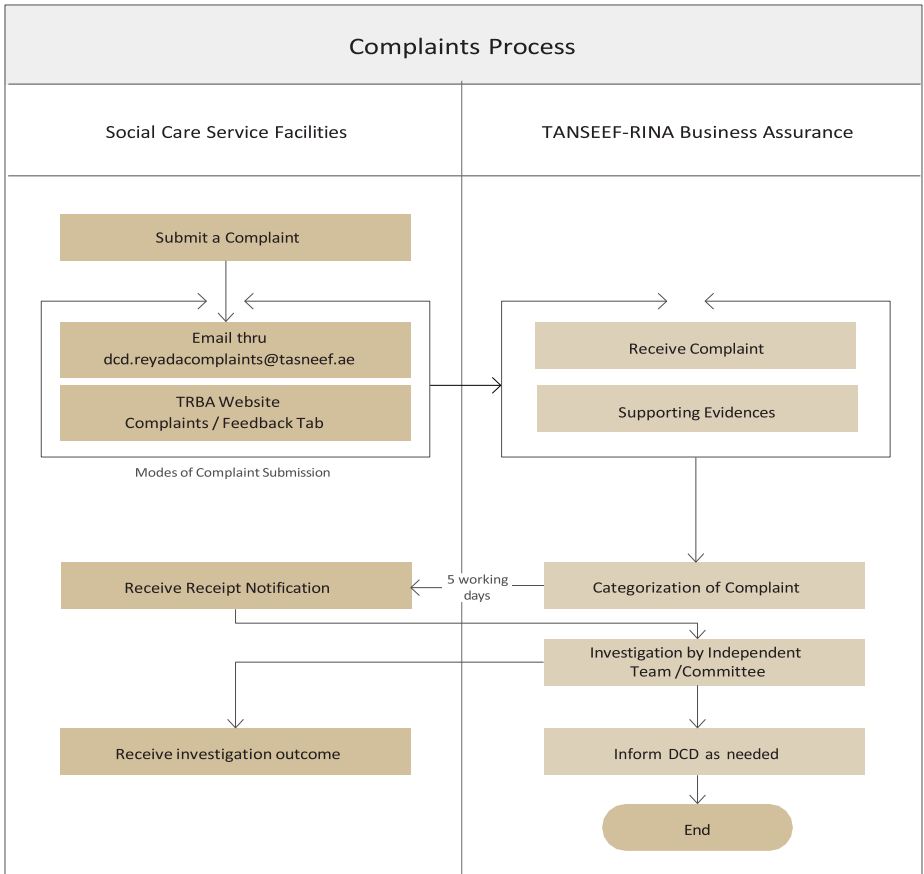 Complaints Process
Social Care Service Facilities
TANSEEF-RINA Business Assurance
Submit a Complaint
Email thru
dcd.reyadacomplaints@tasneef.ae
TRBA Website
Complaints / Feedback Tab
Modes of Complaint Submission
Receive Complaint
Supporting Evidences
Receive Receipt Notification
5 working
days
Categorization of Complaint
Investigation by Independent
Team /Committee
Receive investigation outcome
Inform DCD as needed
End